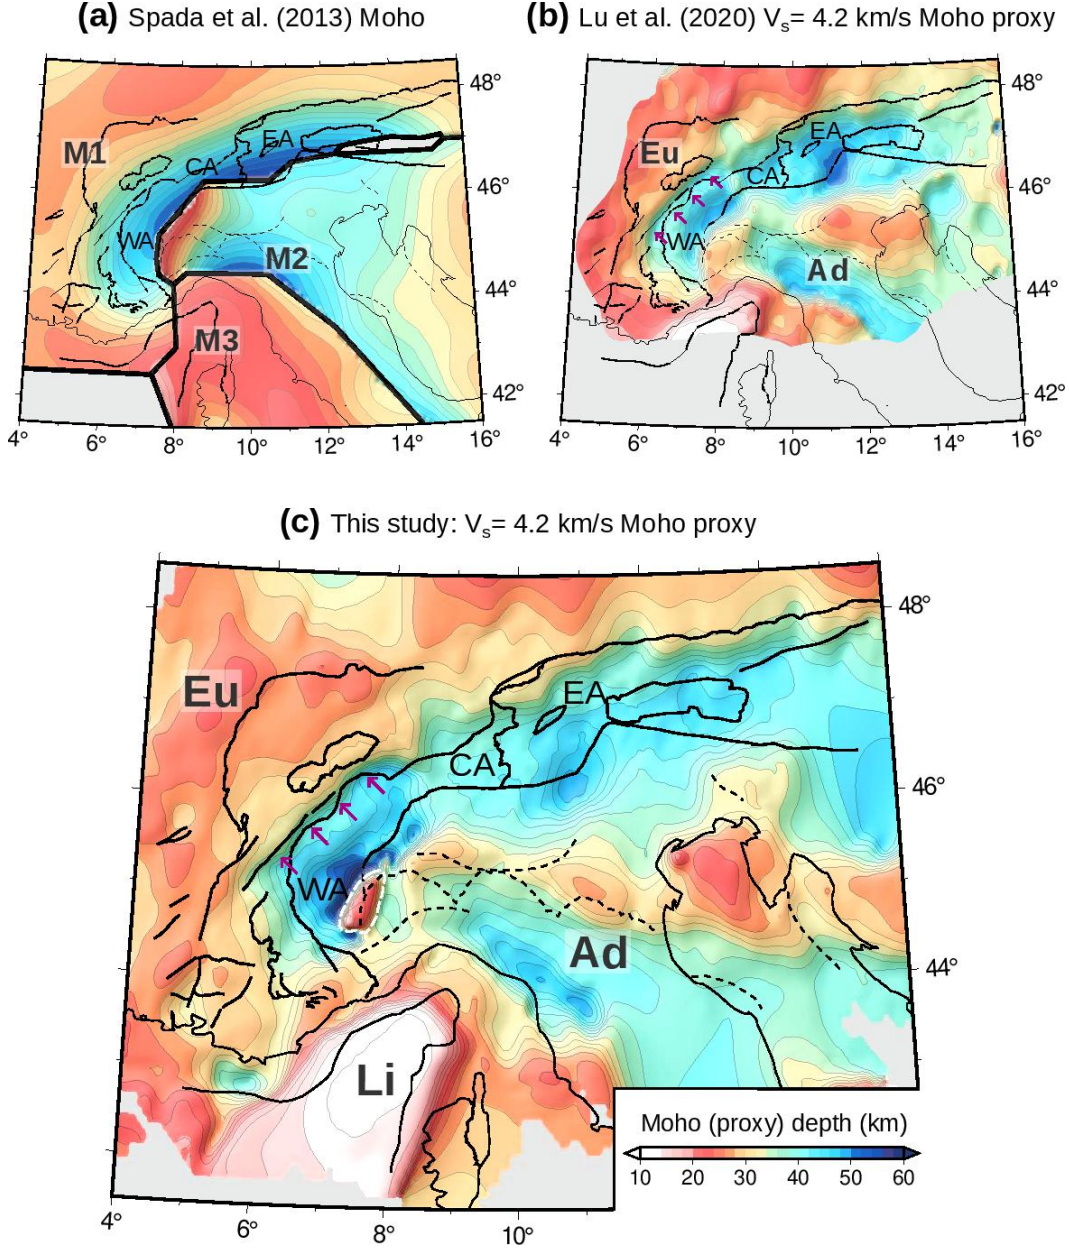 (a) Spada et al. (2013) Moho
(b) Lu et al. (2020) Vs= 4.2 km/s Moho proxy
48°
48°
M1
EA
EA
Eu
CA
CA
46°
46°
WA
WA
M2
Ad
44°
44°
M3
42°
42°
4° 6° 8° 10° 12° 14° 16°
4° 6° 8° 10° 12° 14° 16°
(c) This study: Vs= 4.2 km/s Moho proxy
48°
Eu
EA
CA
46°
WA
Ad
44°
Li
Moho (proxy) depth (km)
10 20 30 40 50 60
4° 6° 8° 10°